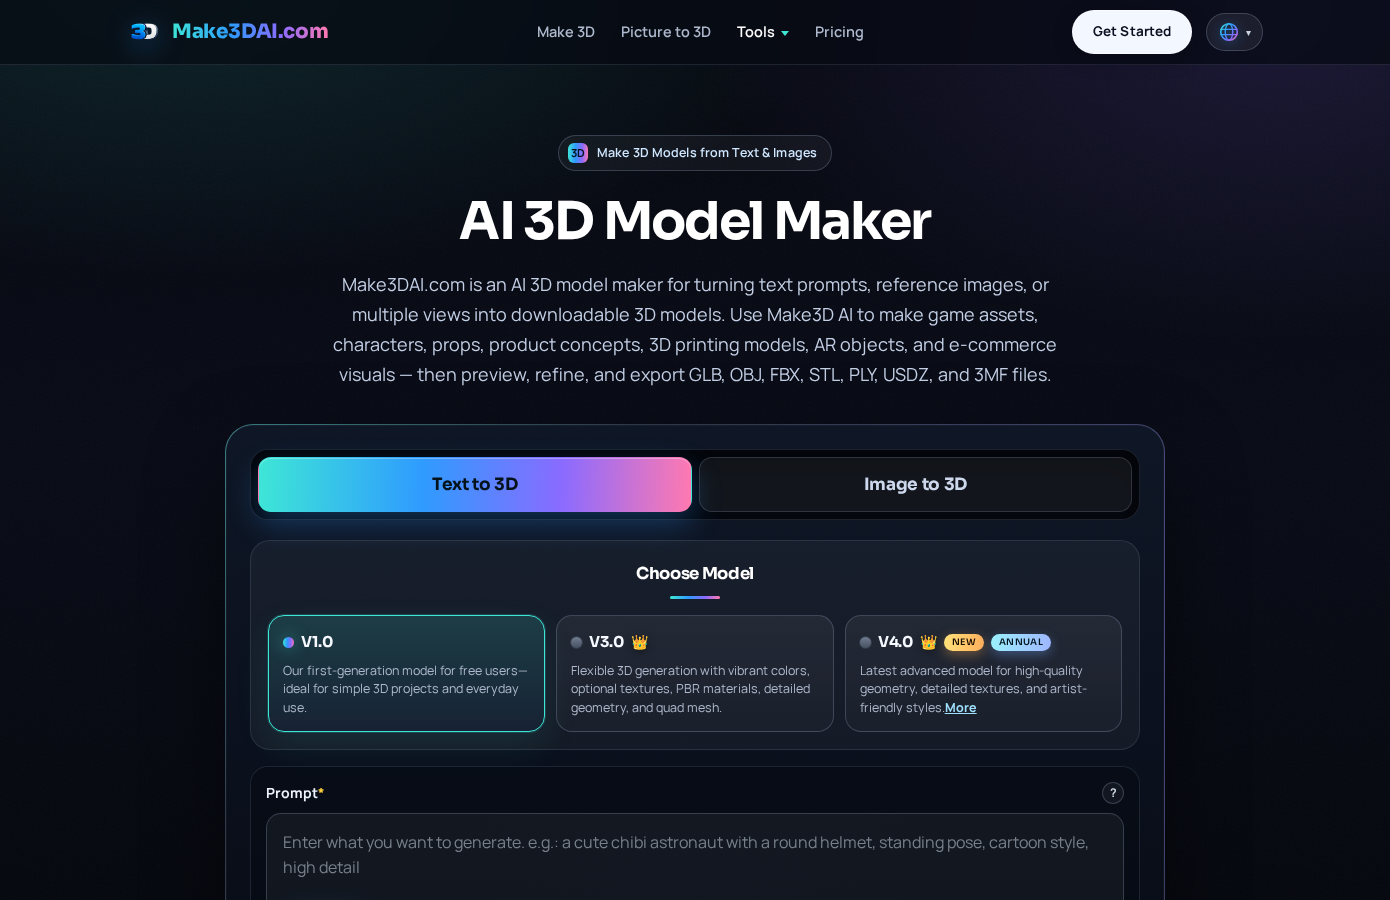 3D Make3DAI.com
Make 3D Picture to 3D Tools Pricing
Get Started
3D Make 3D Models from Text & Images
AI 3D Model Maker
Make3DAI.com is an AI 3D model maker for turning text prompts, reference images, or
multiple views into downloadable 3D models. Use Make3D AI to make game assets,
characters, props, product concepts, 3D printing models, AR objects, and e-commerce
visuals — then preview, refine, and export GLB, OBJ, FBX, STL, PLY, USDZ, and 3MF files.
Text to 3D
Image to 3D
Choose Model
V1.0
Our first-generation model for free users—
ideal for simple 3D projects and everyday
use.
V3.0 👑
Flexible 3D generation with vibrant colors,
optional textures, PBR materials, detailed
geometry, and quad mesh.
V4.0 👑 NEW ANNUAL
Latest advanced model for high-quality
geometry, detailed textures, and artist-
friendly styles.More
Prompt*
?
Enter what you want to generate. e.g.: a cute chibi astronaut with a round helmet, standing pose, cartoon style,
high detail